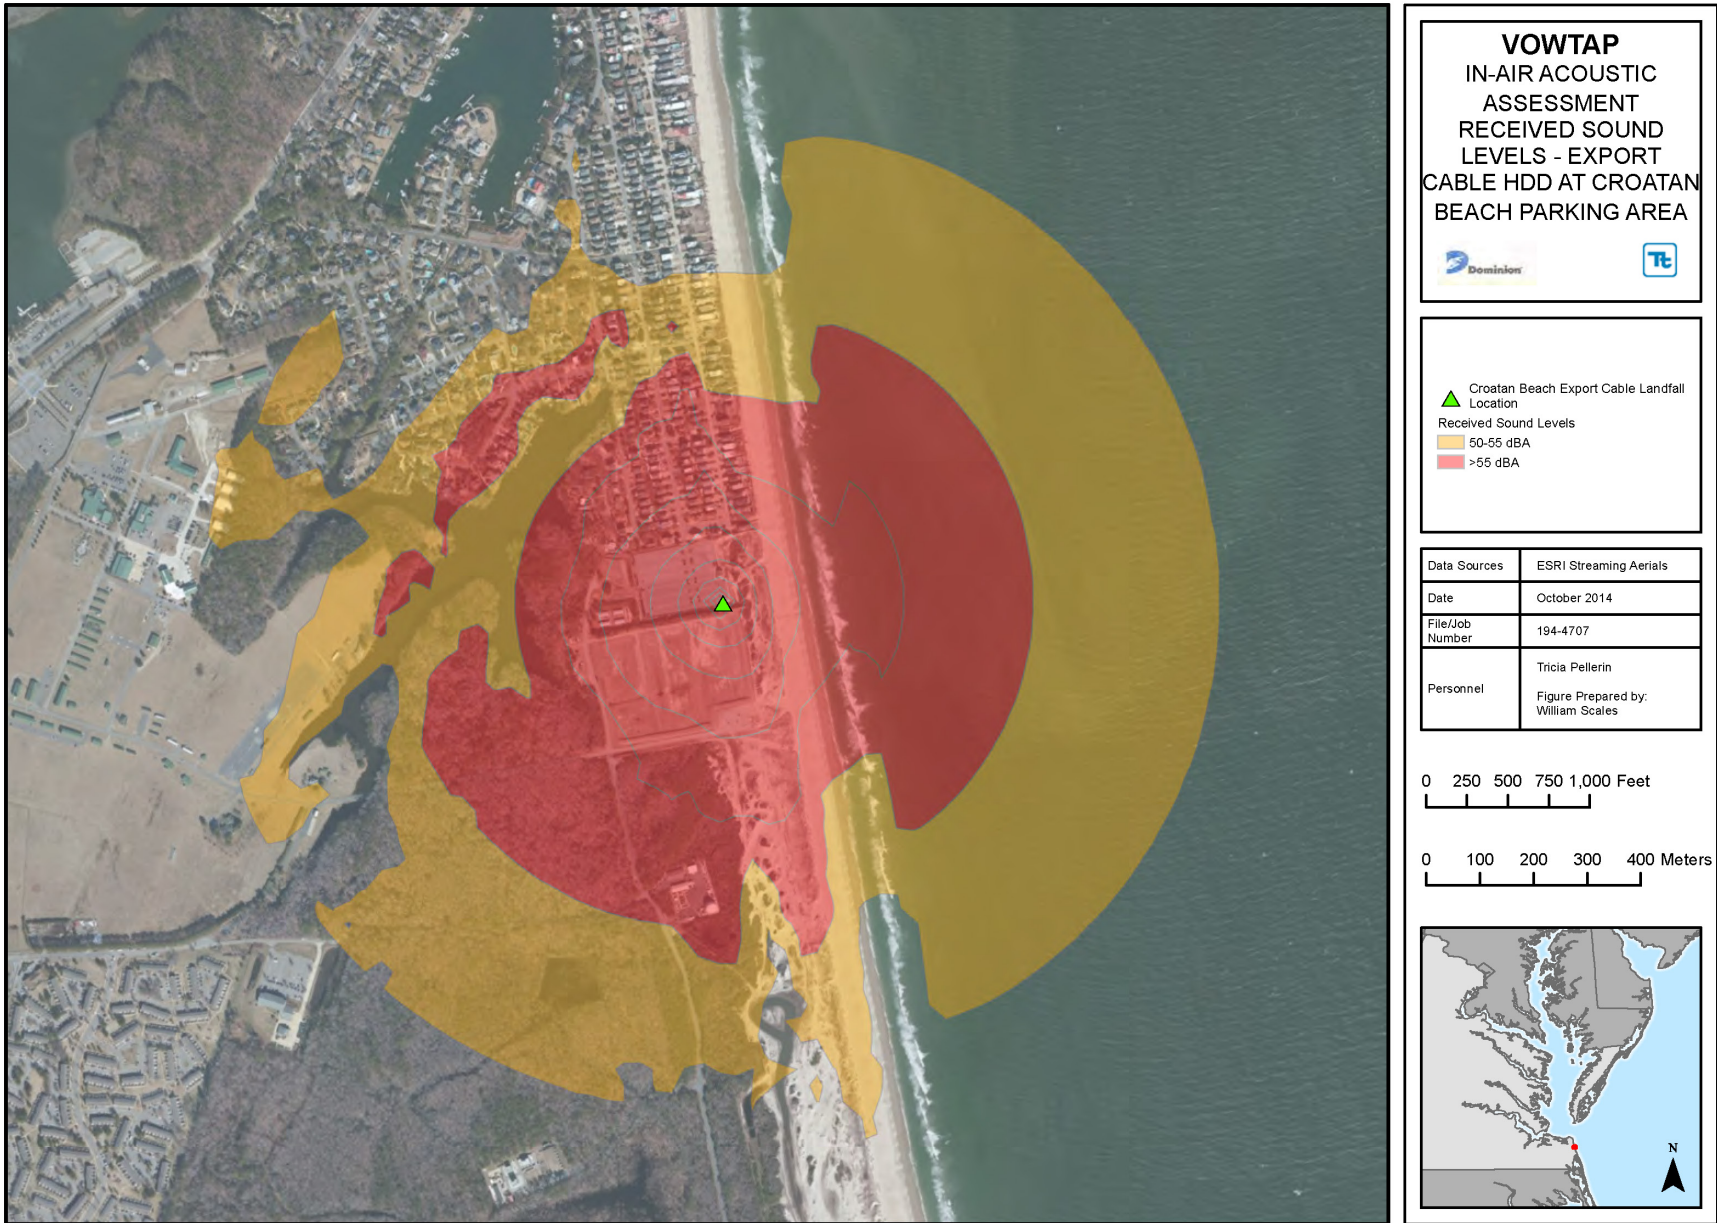 VOWTAP
IN-AIR ACOUSTIC
ASSESSMENT
RECEIVED SOUND
LEVELS - EXPORT
CABLE HDD AT CROATAN
BEACH PARKING AREA
Dominion
Tt
Croatan Beach Export Cable Landfall
Location
Received Sound Levels
50-55 dBA
>55 dBA
Data Sources ESRI Streaming Aerials
Date October 2014
File/Job
Number
194-4707
Personnel
Tricia Pellerin
Figure Prepared by:
William Scales
0 250 500 750 1,000 Feet
0 100 200 300 400 Meters
N